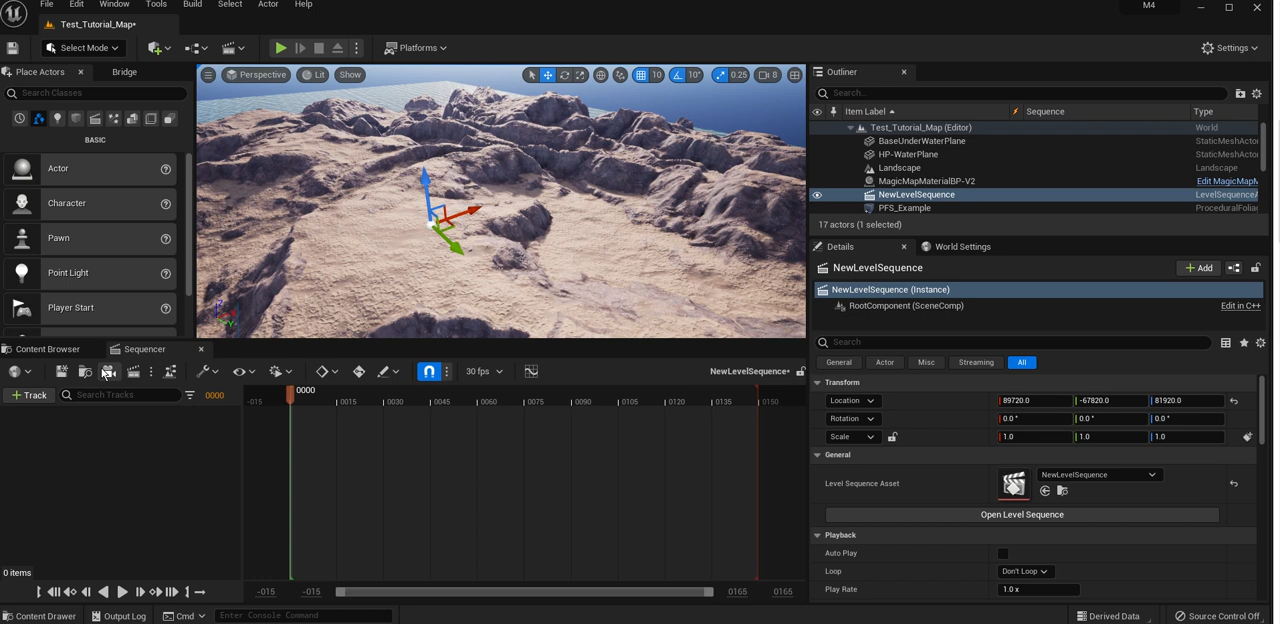 File Edit Window Tools Build Select Actor Help
M4
Test_Tutorial_Map*
Select Mode
Platforms
Settings
Place Actors
Bridge
Search Classes
BASIC
Actor
Character
Pawn
Point Light
Player Start
Perspective Lit Show
10 10° 0.25 8
Outliner
Search...
Item Label Sequence Type
Test_Tutorial_Map (Editor) World
BaseUnderWaterPlane StaticMeshActo
HP-WaterPlane StaticMeshActo
Landscape Landscape
MagicMapMaterialBP-V2 Edit MagicMapM
NewLevelSequence LevelSequenceA
PFS_Example ProceduralFolia
17 actors (1 selected)
Details
World Settings
NewLevelSequence
Add
NewLevelSequence (Instance)
RootComponent (SceneComp) Edit in C++
Search
General Actor Misc Streaming All
Transform
Location 89720.0 -67820.0 81920.0
Rotation 0.0 ° 0.0 ° 0.0 °
Scale 1.0 1.0 1.0
General
Level Sequence Asset
NewLevelSequence
Open Level Sequence
Playback
Auto Play
Loop Don't Loop
Play Rate 1.0 x
Content Browser
Sequencer
30 fps
NewLevelSequence*
Track
Search Tracks
0000
0000
-015 0015 0030 0045 0060 0075 0090 0105 0120 0135 0150
0 items
-015 -015 0165 0165
Content Drawer Output Log Cmd Enter Console Command
Derived Data Source Control Off